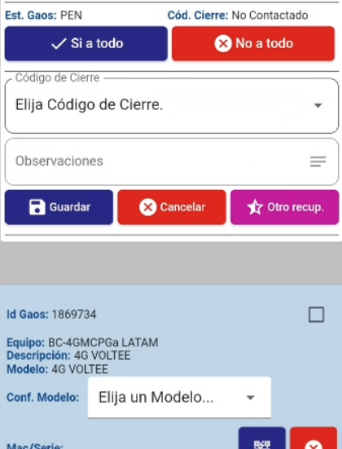 Est. Gaos: PEN Cód. Cierre: No Contactado
Si a todo No a todo
Código de Cierre
Elija Código de Cierre.
Observaciones
Guardar Cancelar Otro recup.
Id Gaos: 1869734
Equipo: BC-4GMCPGa LATAM
Descripción: 4G VOLTEE
Modelo: 4G VOLTEE
Conf. Modelo: Elija un Modelo...
Mac/Serie: